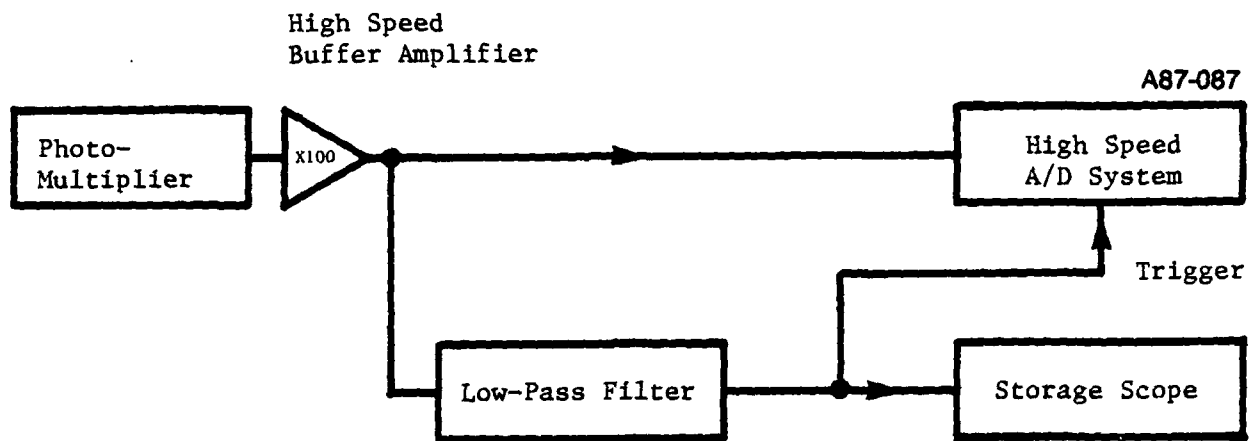 High Speed
Buffer Amplifier
A87-087
Photo-
Multiplier
X100
High Speed
A/D System
Trigger
Low-Pass Filter
Storage Scope